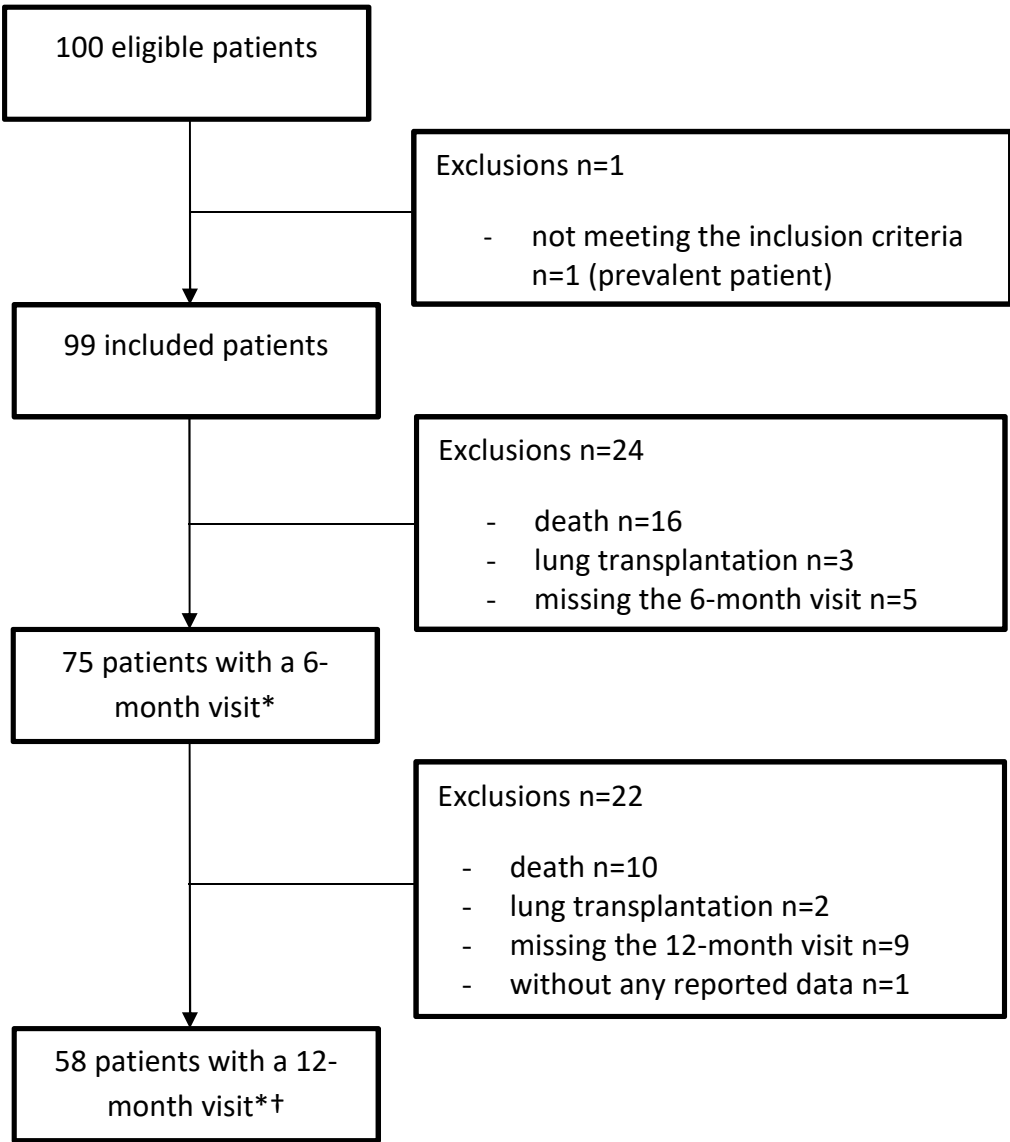 100 eligible patients
Exclusions n=1
- not meeting the inclusion criteria
n=1 (prevalent patient)
99 included patients
Exclusions n=24
- death n=16
- lung transplantation n=3
- missing the 6-month visit n=5
75 patients with a 6-
month visit*
Exclusions n=22
- death n=10
- lung transplantation n=2
- missing the 12-month visit n=9
- without any reported data n=1
58 patients with a 12-
month visit*†